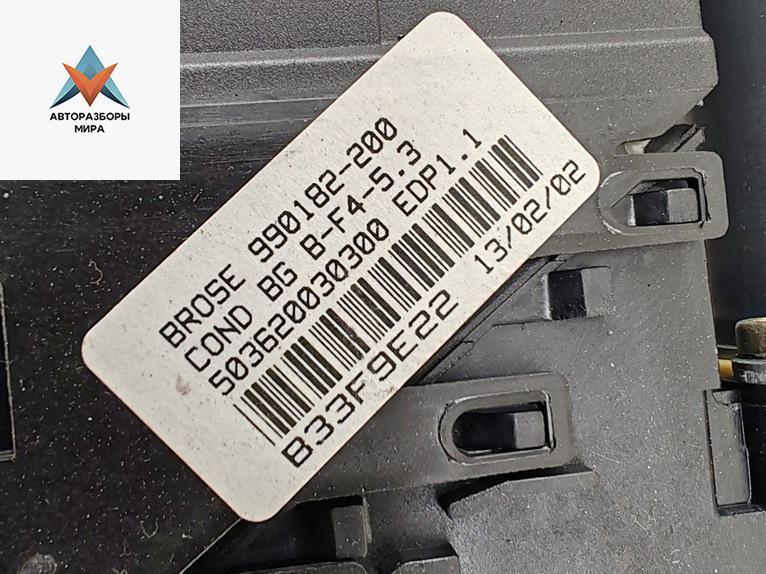 АВТОРАЗБОРЫ
МИРА
BROSE 990182-200
COND BG B-F4-5.3
503620030300 EDP1.1
B33F9E22 13/02/02